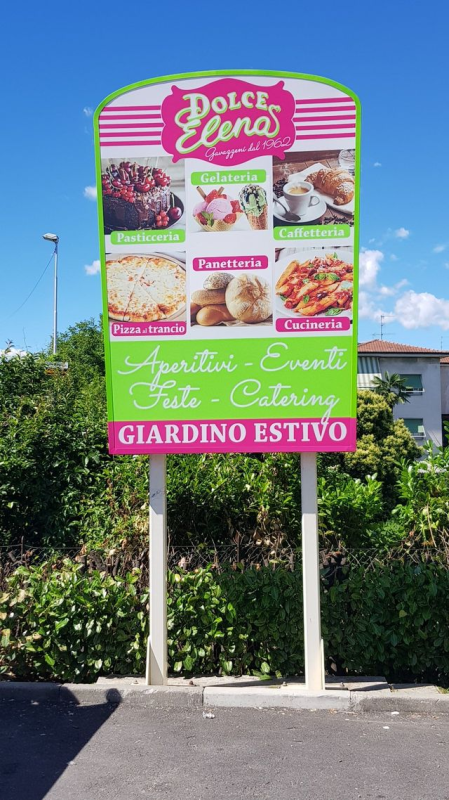 DOLCE
Elena
Gavazzeni dal 1962
Gelateria
Pasticceria
Caffetteria
Panetteria
Pizza al trancio
Cucineria
Aperitivi - Eventi
Feste - Catering
GIARDINO ESTIVO